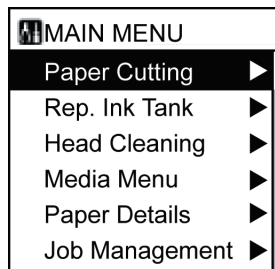 MAIN MENU
Paper Cutting
Rep. Ink Tank
Head Cleaning
Media Menu
Paper Details
Job Management